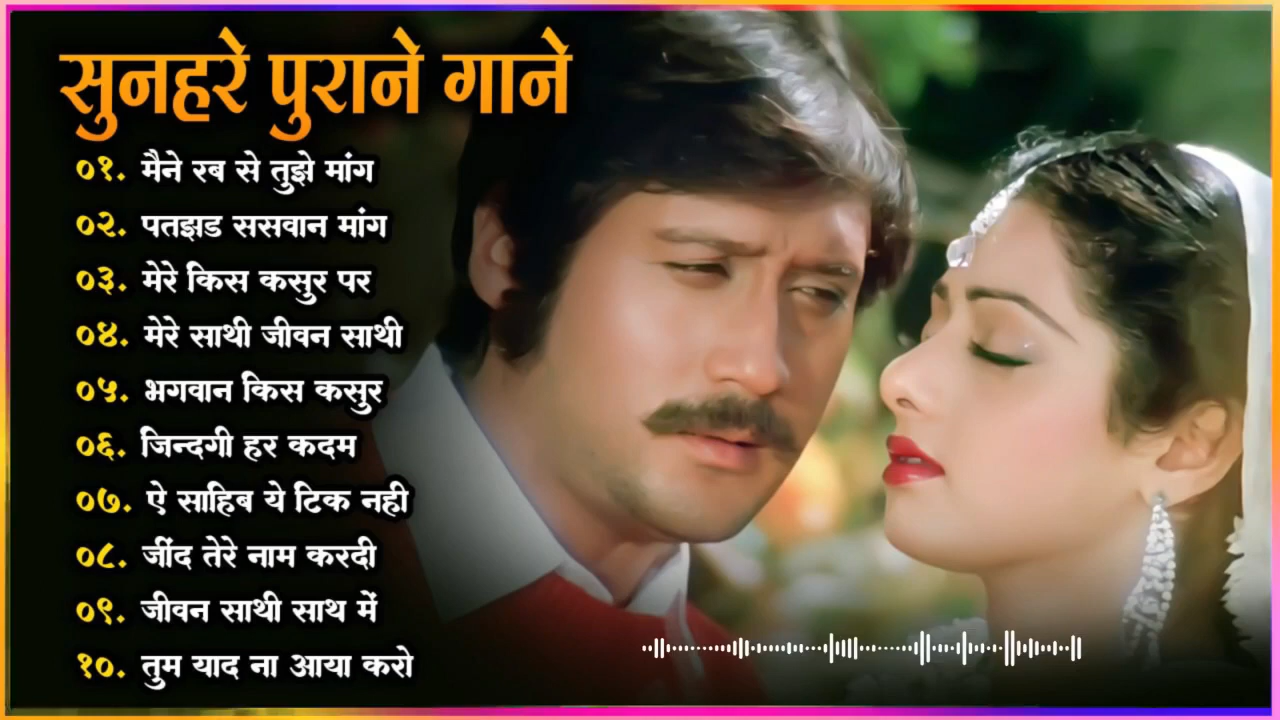 सुनहरे पुराने गाने
०१. मैने रब से तुझे मांग
०२. पतझड ससवान मांग
०३. मेरे किस कसुर पर
०४. मेरे साथी जीवन साथी
०५. भगवान किस कसुर
०६. जिन्दगी हर कदम
०७. ऐ साहिब ये टिक नही
०८. जींद तेरे नाम करदी
०९. जीवन साथी साथ में
१०. तुम याद ना आया करो